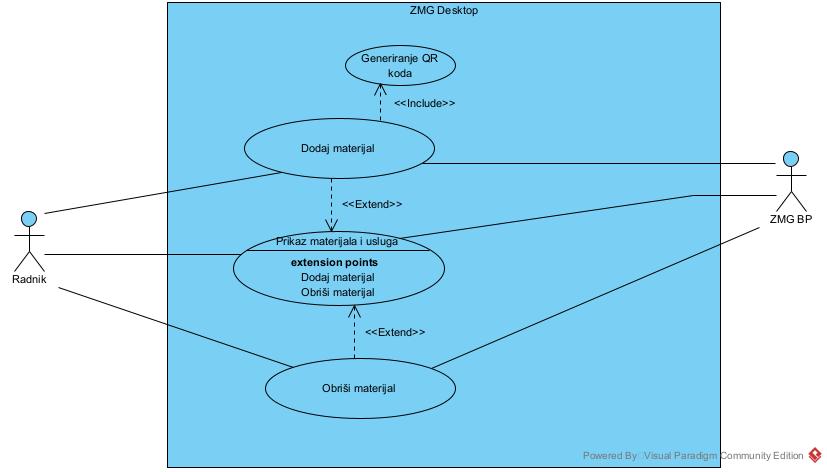 ZMG Desktop
Generiranje QR
koda
<<Include>>
Dodaj materijal
<<Extend>>
ZMG BP
Radnik
Prikaz materijala i usluga
extension points
Dodaj materijal
Obriši materijal
<<Extend>>
Obriši materijal
Powered By Visual Paradigm Community Edition